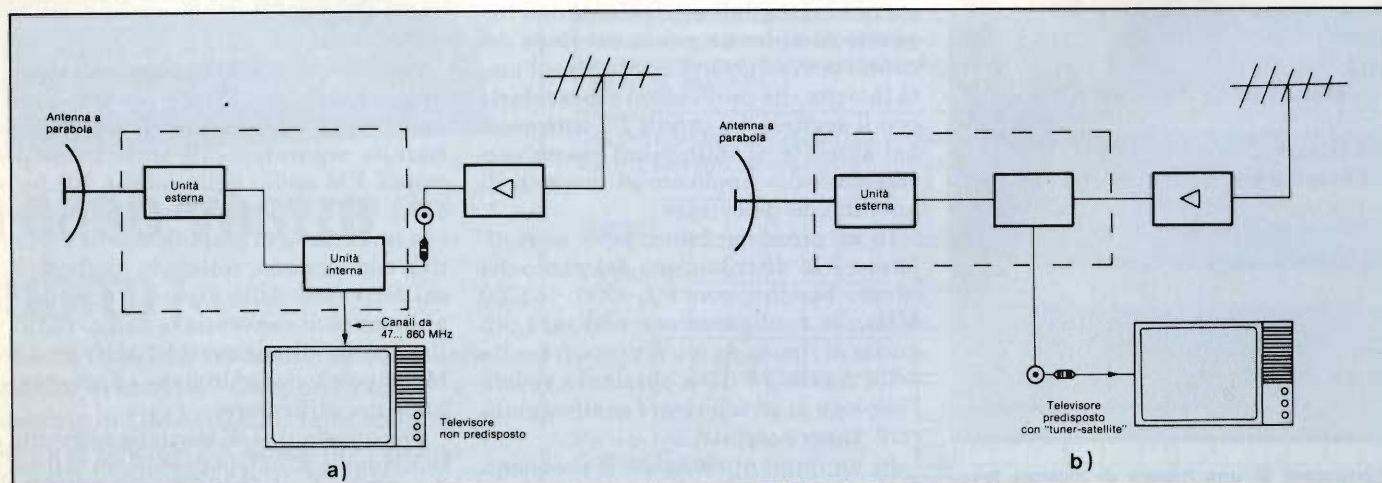 Antenna a
parabola
Unità
esterna
Unità
interna
Canali da
47... 860 MHz
Televisore
non predisposto
a)
Antenna a
parabola
Unità
esterna
Televisore
predisposto
con "tuner-satellite"
b)